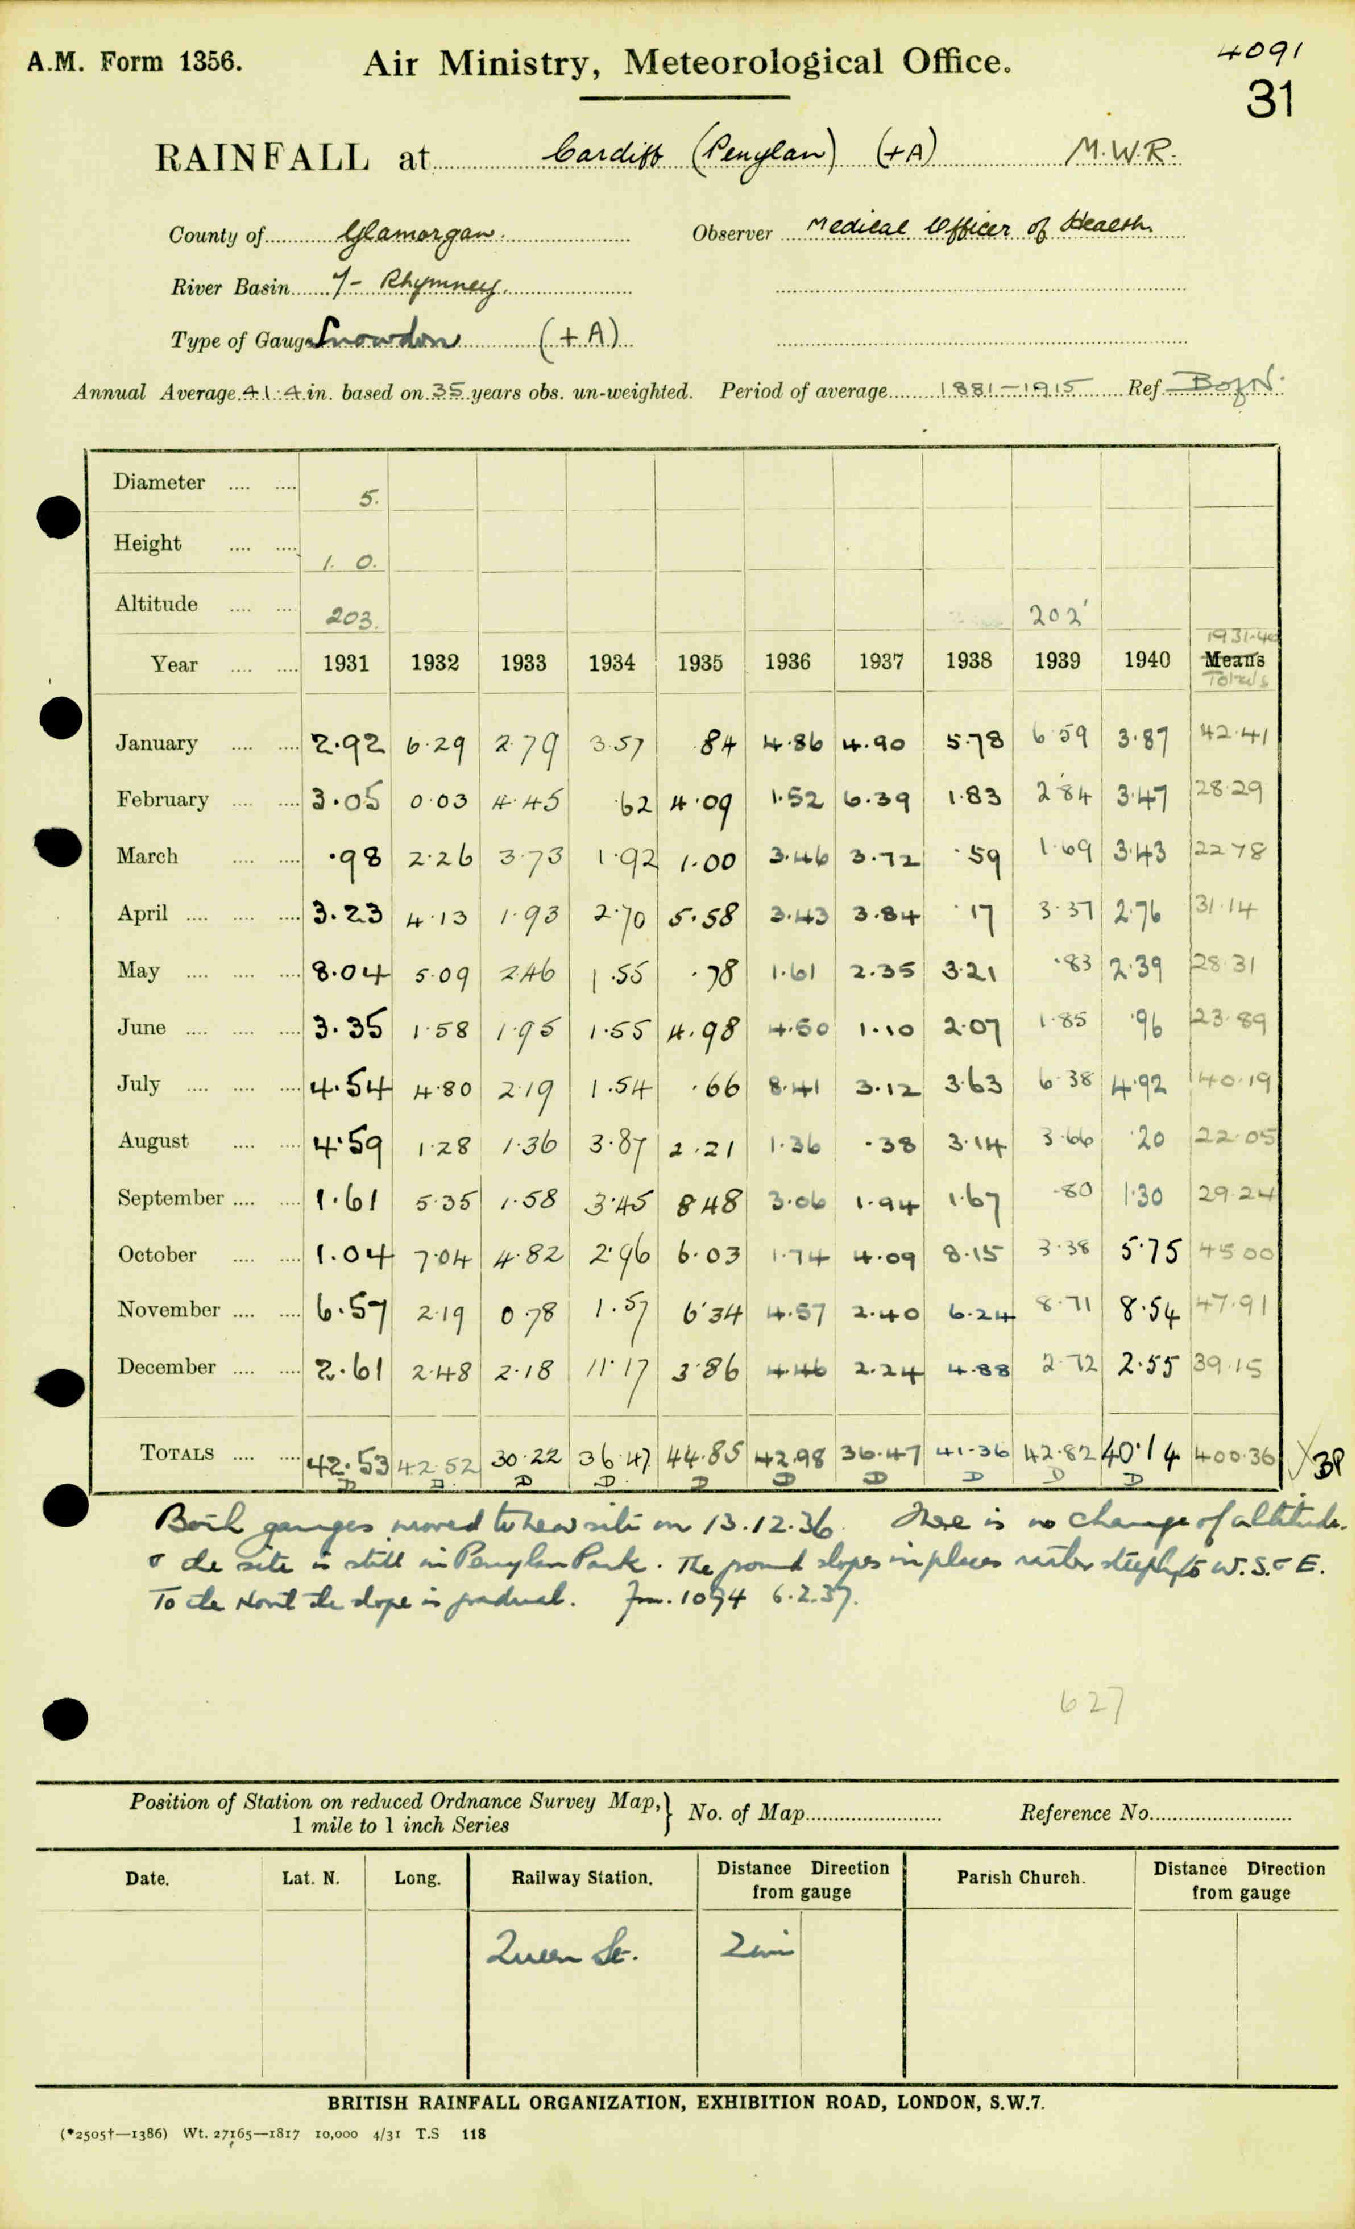 A.M. Form 1356. Air Ministry, Meteorological Office. 4091
31
RAINFALL at Cardiff (Penylan) (+A) M.W.R.
County of Glamorgan. Observer Medical Officer of Health
River Basin 7- Rhymney.
Type of Gauge Snowdon (+A)
Annual Average 41.4 in. based on 35 years obs. un-weighted. Period of average 1881-1915 Ref. B of N.
Diameter 5.
Height 1. 0.
Altitude 203. 202'
1931-40
Year 1931 1932 1933 1934 1935 1936 1937 1938 1939 1940 Means
Totals
January 2.92 6.29 2.79 3.57 .84 4.86 4.90 5.78 6.59 3.87 42.41
February 3.05 0.03 4.45 .62 4.09 1.52 6.39 1.83 2.84 3.47 28.29
March .98 2.26 3.73 1.92 1.00 3.46 3.72 .59 1.69 3.43 22.78
April 3.23 4.13 1.93 2.70 5.58 3.43 3.84 .17 3.37 2.76 31.14
May 8.04 5.09 2.46 1.55 .78 1.61 2.35 3.21 .83 2.39 28.31
June 3.35 1.58 1.95 1.55 4.98 4.50 1.10 2.07 1.85 .96 23.89
July 4.54 4.80 2.19 1.54 .66 8.41 3.12 3.63 6.38 4.92 40.19
August 4.59 1.28 1.36 3.87 2.21 1.36 .38 3.14 3.66 .20 22.05
September 1.61 5.35 1.58 3.45 8.48 3.06 1.94 1.67 .80 1.30 29.24
October 1.04 7.04 4.82 2.96 6.03 1.74 4.09 8.15 3.38 5.75 45.00
November 6.57 2.19 0.78 1.57 6.34 4.57 2.40 6.24 8.71 8.54 47.91
December 2.61 2.48 2.18 11.17 3.86 4.46 2.24 4.88 2.72 2.55 39.15
TOTALS 42.53 42.52 30.22 36.47 44.85 42.98 36.47 41.36 42.82 40.14 400.36
D D D D D D D D D D
Both gauges moved to new site on 13.12.36. There is no change of altitude.
& the site is still in Penylan Park. The ground slopes in places rather steeply to W. S. & E.
To the North the slope is gradual. Fm. 1094 6.2.37.
627
Position of Station on reduced Ordnance Survey Map, } No. of Map Reference No.
1 mile to 1 inch Series
Date. Lat. N. Long. Railway Station. Distance Direction from gauge Parish Church. Distance Direction from gauge
Queen St. 2 mi
BRITISH RAINFALL ORGANIZATION, EXHIBITION ROAD, LONDON, S.W.7.
(*2505†—1386) Wt. 27165—1817 10,000 4/31 T.S 118